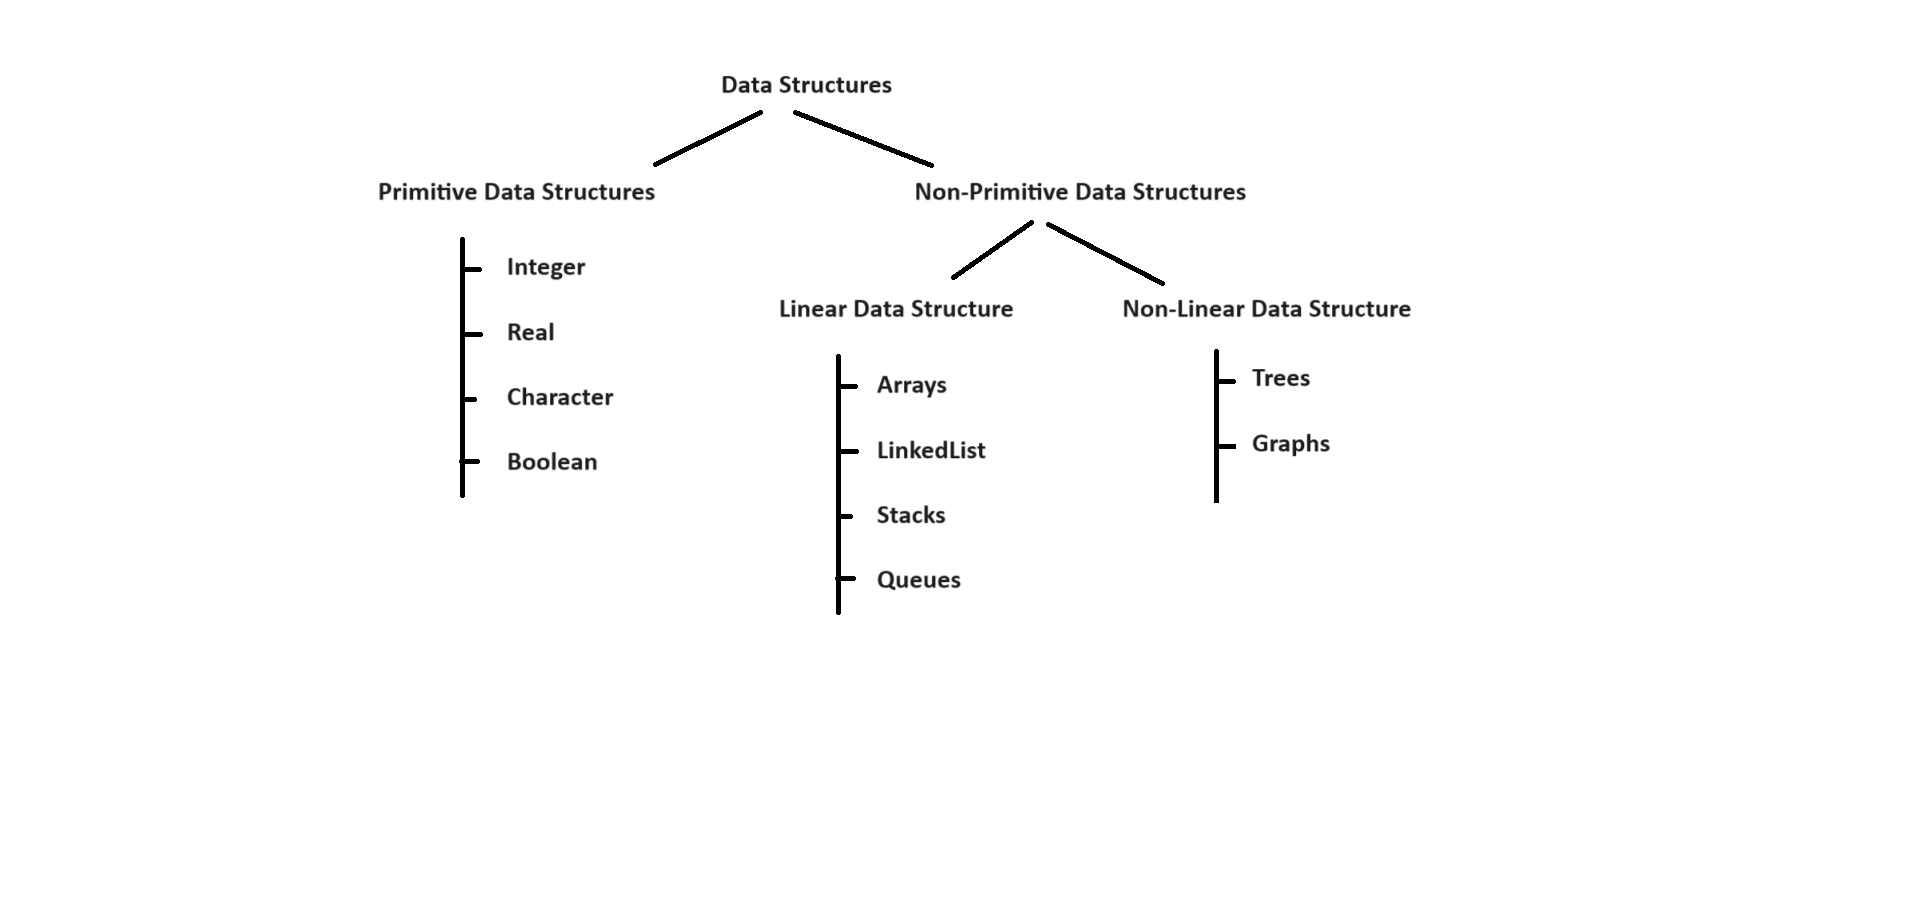 Data Structures
Primitive Data Structures
Non-Primitive Data Structures
Integer
Real
Character
Boolean
Linear Data Structure
Non-Linear Data Structure
Arrays
LinkedList
Stacks
Queues
Trees
Graphs